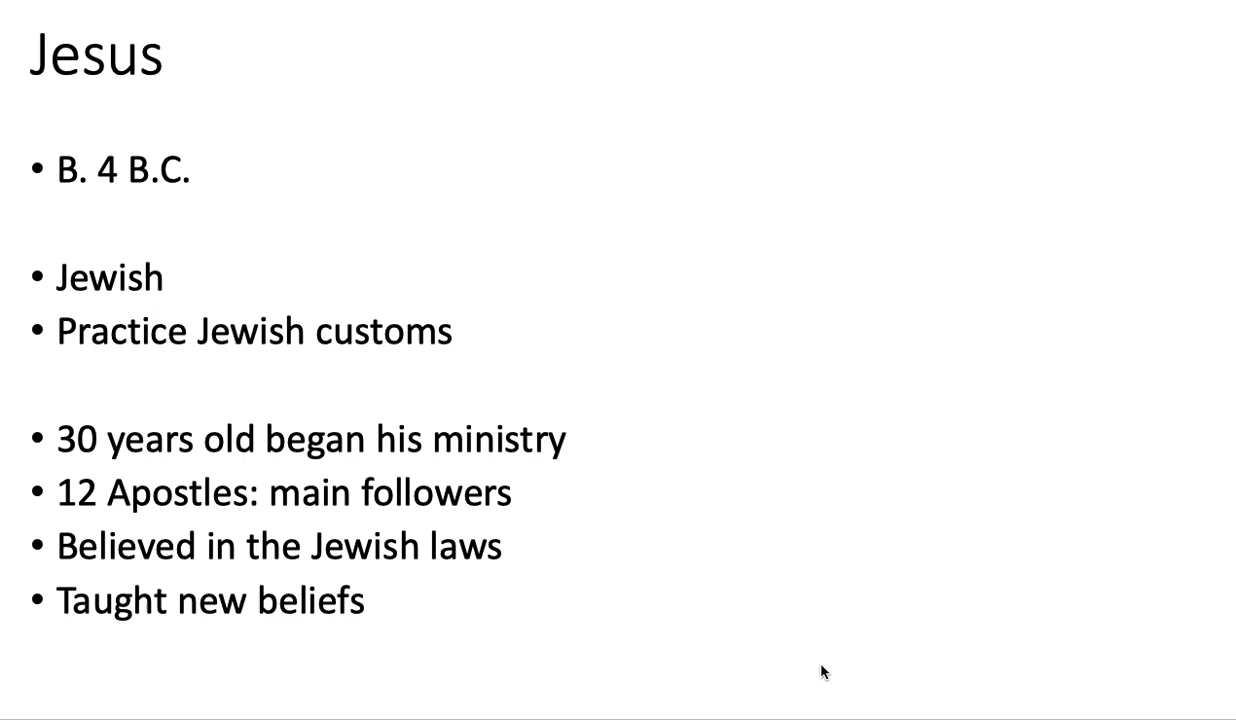 Jesus
• B. 4 B.C.
• Jewish
• Practice Jewish customs
• 30 years old began his ministry
• 12 Apostles: main followers
• Believed in the Jewish laws
• Taught new beliefs